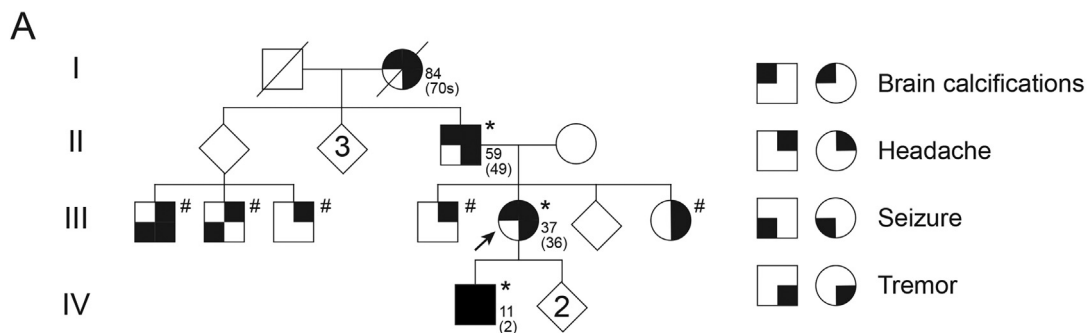 A
I
84
(70s)
II
3
*
59
(49)
III
#
#
#
#
*
37
(36)
#
IV
*
11
(2)
2
Brain calcifications
Headache
Seizure
Tremor